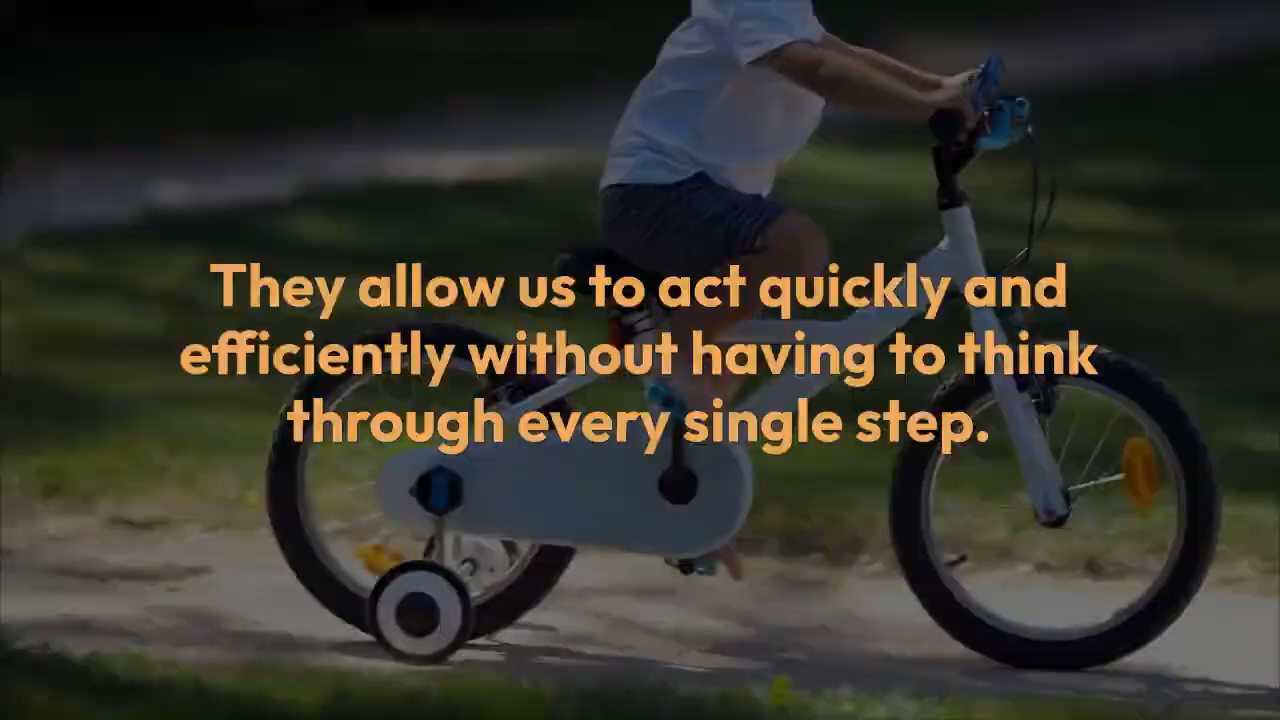 They allow us to act quickly and
efficiently without having to think
through every single step.